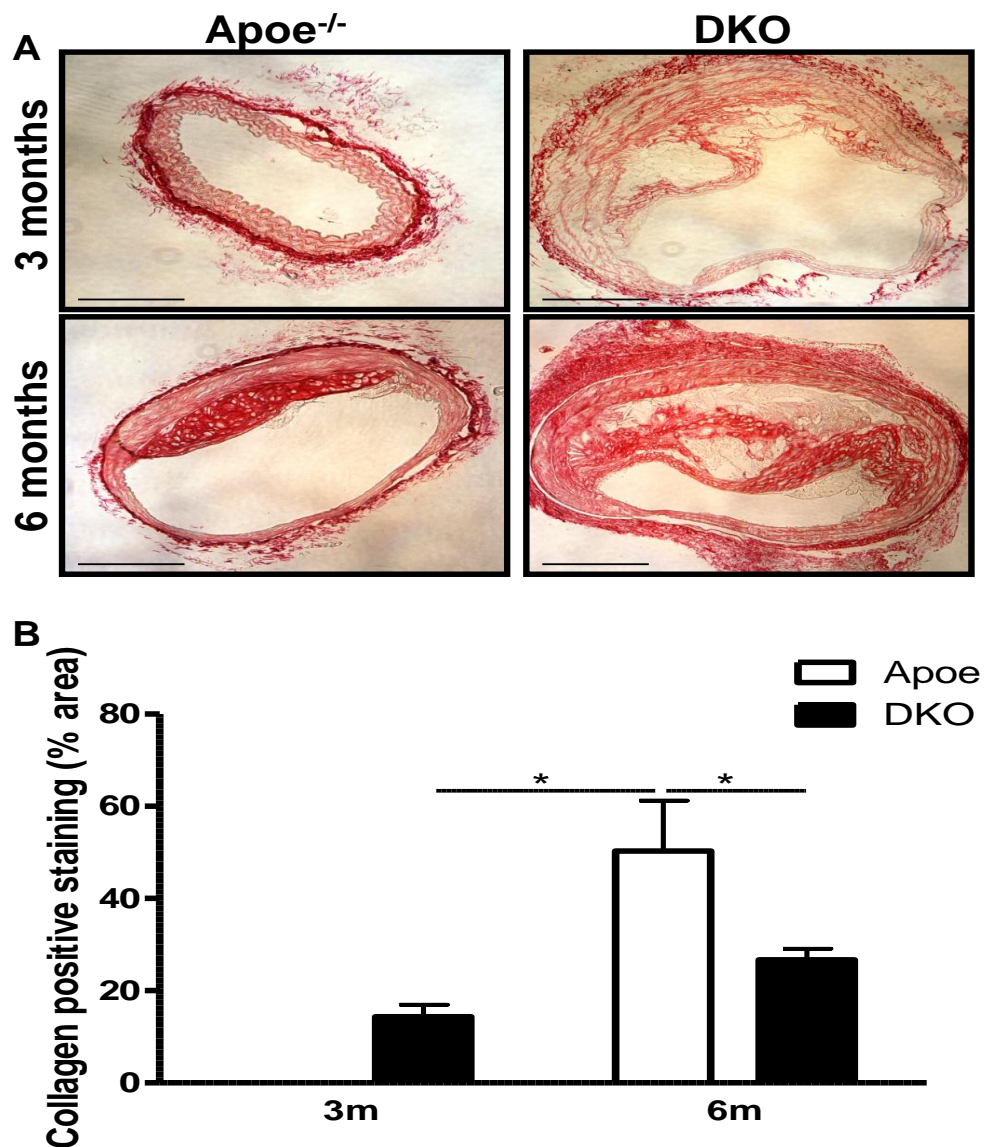 A
Apoe-/-
DKO
3 months
6 months
B
Collagen positive staining (% area)
Apoe
DKO
80
60
40
20
0
*
*
3m
6m